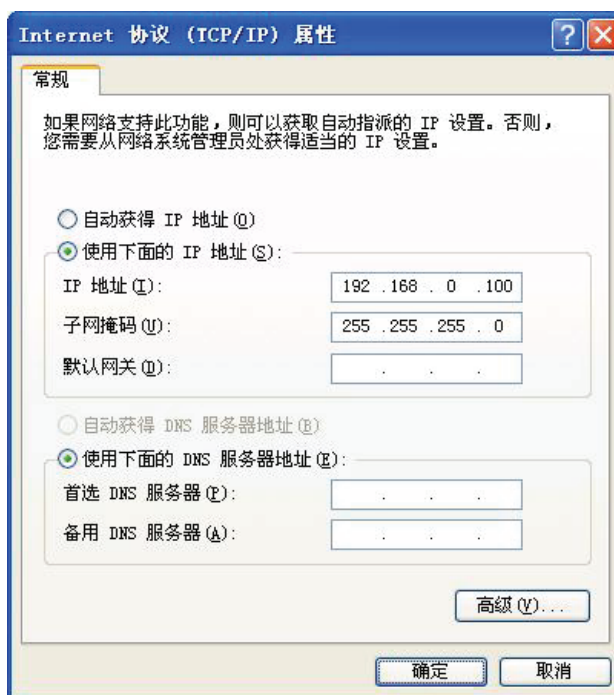 Internet 协议 (TCP/IP) 属性
常规
如果网络支持此功能，则可以获取自动指派的 IP 设置。否则，
您需要从网络系统管理员处获得适当的 IP 设置。
自动获得 IP 地址(O)
使用下面的 IP 地址(S):
IP 地址(I): 192 .168 . 0 .100
子网掩码(U): 255 .255 .255 . 0
默认网关(D): . . .
自动获得 DNS 服务器地址(B)
使用下面的 DNS 服务器地址(E):
首选 DNS 服务器(P): . . .
备用 DNS 服务器(A): . . .
高级(V)...
确定 取消